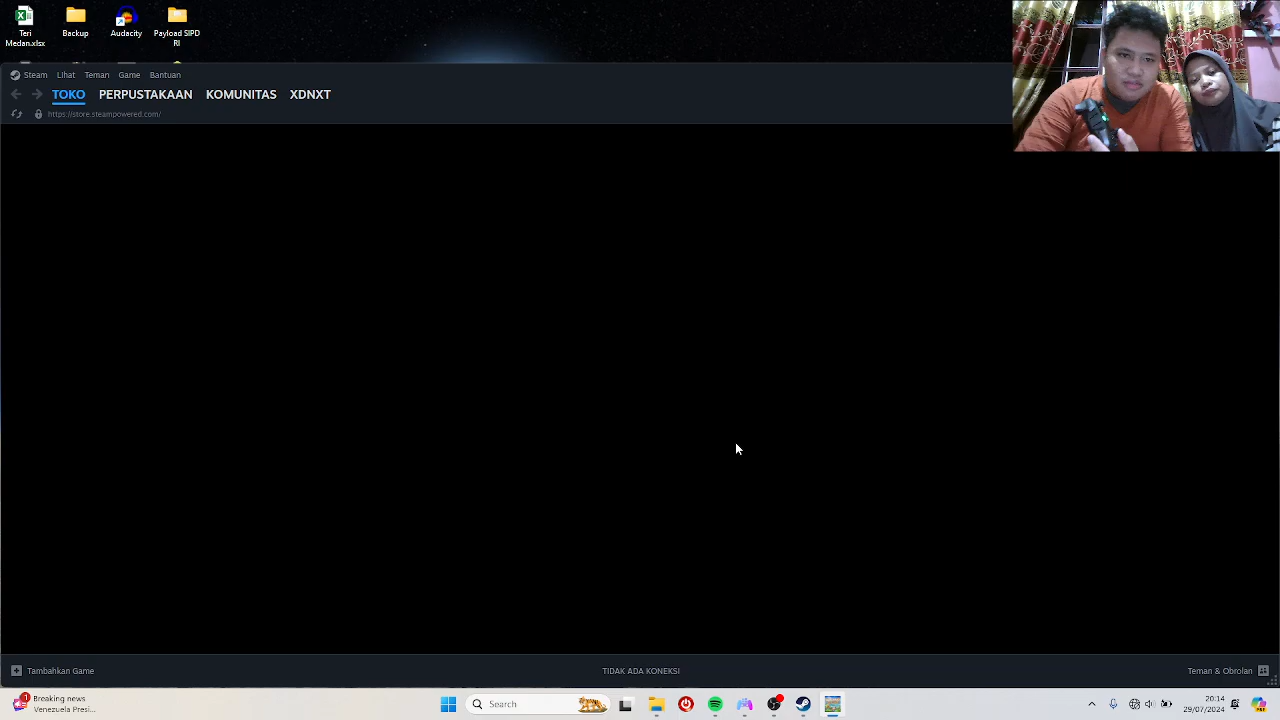 Teri
Medan.xlsx
Backup
Audacity
Payload SIPD
RI
Steam Lihat Teman Game Bantuan
TOKO PERPUSTAKAAN KOMUNITAS XDNXT
https://store.steampowered.com/
Tambahkan Game
TIDAK ADA KONEKSI
Teman & Obrolan
1
Breaking news
Venezuela Presi...
Search
20:14
29/07/2024